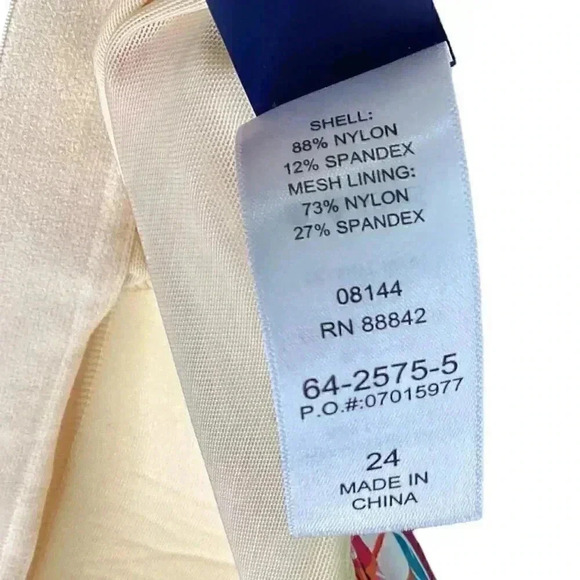 SHELL:
88% NYLON
12% SPANDEX
MESH LINING:
73% NYLON
27% SPANDEX
08144
RN 88842
64-2575-5
P.O.#:07015977
24
MADE IN
CHINA